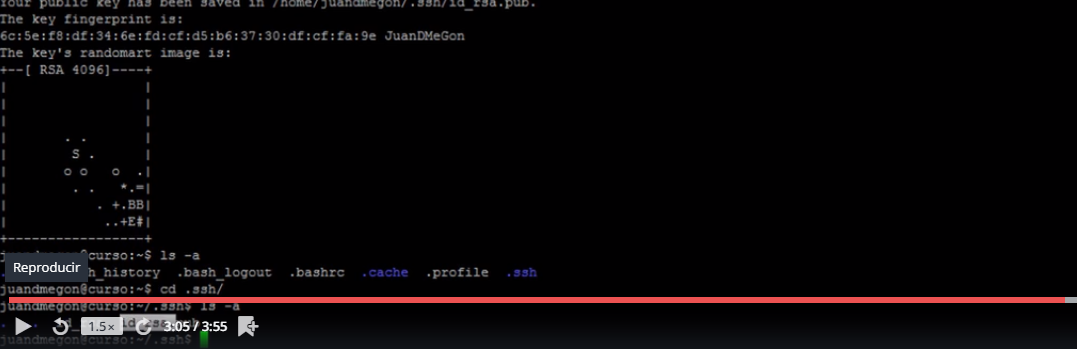 Your public key has been saved in /home/juandmegon/.ssh/id_rsa.pub.
The key fingerprint is:
6c:5e:f8:df:34:6e:fd:cf:d5:b6:37:30:df:cf:fa:9e JuanDMeGon
The key's randomart image is:
+--[ RSA 4096]----+
|                 |
|                 |
|                 |
|       . .       |
|        S .      |
|       o o   o  .|
|        . .   *.=|
|           . +.BB|
|            ..+E#|
+-----------------+
juandmegon@curso:~$ ls -a
h_history .bash_logout .bashrc .cache .profile .ssh
Reproducir
juandmegon@curso:~$ cd .ssh/
juandmegon@curso:~/.ssh$ ls -a
1.5× 3:05 / 3:55
juandmegon@curso:~/.ssh$